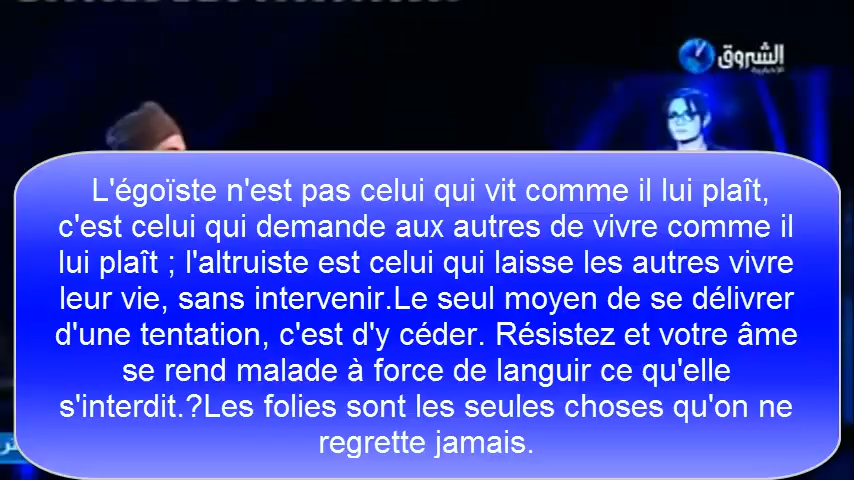 الشروق
الإخبارية
L'égoïste n'est pas celui qui vit comme il lui plaît,
c'est celui qui demande aux autres de vivre comme il
lui plaît ; l'altruiste est celui qui laisse les autres vivre
leur vie, sans intervenir.Le seul moyen de se délivrer
d'une tentation, c'est d'y céder. Résistez et votre âme
se rend malade à force de languir ce qu'elle
s'interdit.?Les folies sont les seules choses qu'on ne
regrette jamais.